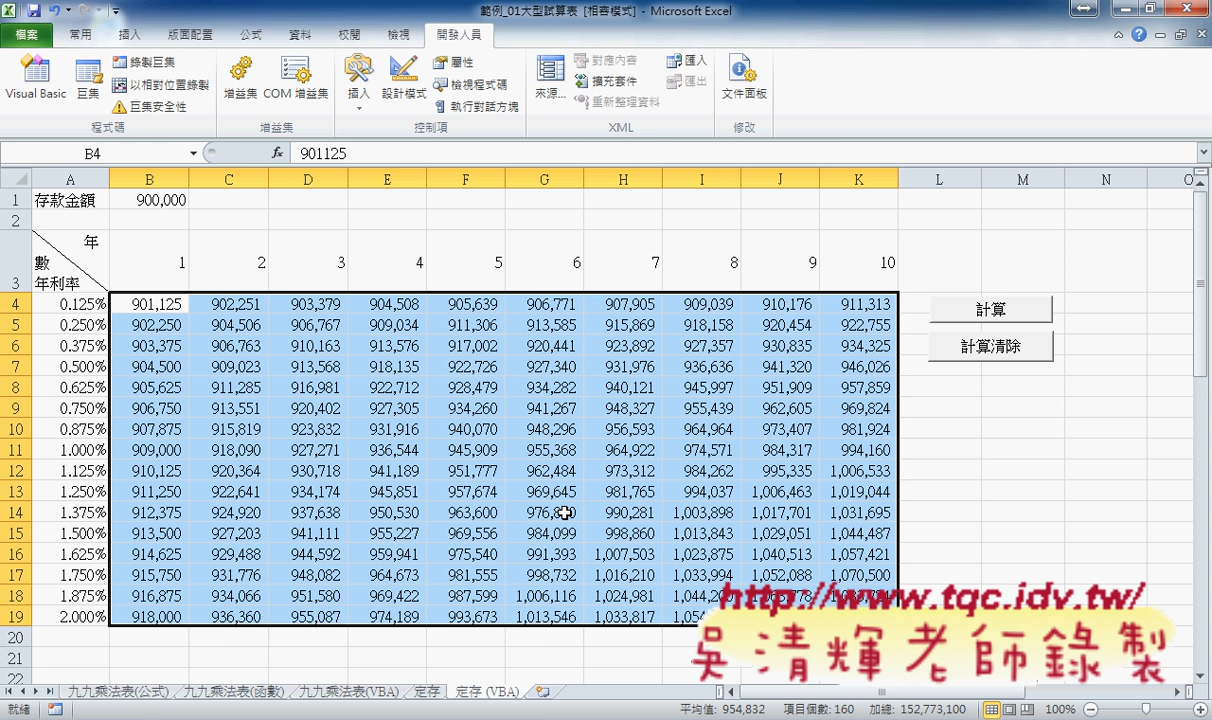 範例_01大型試算表 [相容模式] - Microsoft Excel
檔案 常用 插入 版面配置 公式 資料 校閱 檢視 開發人員
Visual Basic 巨集 錄製巨集 以相對位置錄製 巨集安全性 增益集 COM 增益集 插入 設計模式 屬性 檢視程式碼 執行對話方塊 來源... 對應內容 擴充套件 重新整理資料 匯入 匯出 文件面板
程式碼 增益集 控制項 XML 修改
B4 fx 901125
A B C D E F G H I J K L M N O
1 存款金額 900,000
2
年
數
年利率
3 1 2 3 4 5 6 7 8 9 10
4 0.125% 901,125 902,251 903,379 904,508 905,639 906,771 907,905 909,039 910,176 911,313 計算
5 0.250% 902,250 904,506 906,767 909,034 911,306 913,585 915,869 918,158 920,454 922,755
6 0.375% 903,375 906,763 910,163 913,576 917,002 920,441 923,892 927,357 930,835 934,325 計算清除
7 0.500% 904,500 909,023 913,568 918,135 922,726 927,340 931,976 936,636 941,320 946,026
8 0.625% 905,625 911,285 916,981 922,712 928,479 934,282 940,121 945,997 951,909 957,859
9 0.750% 906,750 913,551 920,402 927,305 934,260 941,267 948,327 955,439 962,605 969,824
10 0.875% 907,875 915,819 923,832 931,916 940,070 948,296 956,593 964,964 973,407 981,924
11 1.000% 909,000 918,090 927,271 936,544 945,909 955,368 964,922 974,571 984,317 994,160
12 1.125% 910,125 920,364 930,718 941,189 951,777 962,484 973,312 984,262 995,335 1,006,533
13 1.250% 911,250 922,641 934,174 945,851 957,674 969,645 981,765 994,037 1,006,463 1,019,044
14 1.375% 912,375 924,920 937,638 950,530 963,600 990,281 1,003,898 1,017,701 1,031,695
15 1.500% 913,500 927,203 941,111 955,227 969,556 984,099 998,860 1,013,843 1,029,051 1,044,487
16 1.625% 914,625 929,488 944,592 959,941 975,540 991,393 1,007,503 1,023,875 1,040,513 1,057,421
17 1.750% 915,750 931,776 948,082 964,673 981,555 998,732 1,016,210 1,033,994 1,052,088 1,070,500
18 1.875% 916,875 934,066 951,580 969,422 987,599 1,006,116 1,024,981
19 2.000% 918,000 936,360 955,087 974,189 993,673 1,013,546 1,033,817
20
21
22
http://www.tqc.idv.tw/
吳清輝老師錄製
九九乘法表(公式) 九九乘法表(函數) 九九乘法表(VBA) 定存 定存 (VBA)
就緒 平均值: 954,832 項目個數: 160 加總: 152,773,100 100%